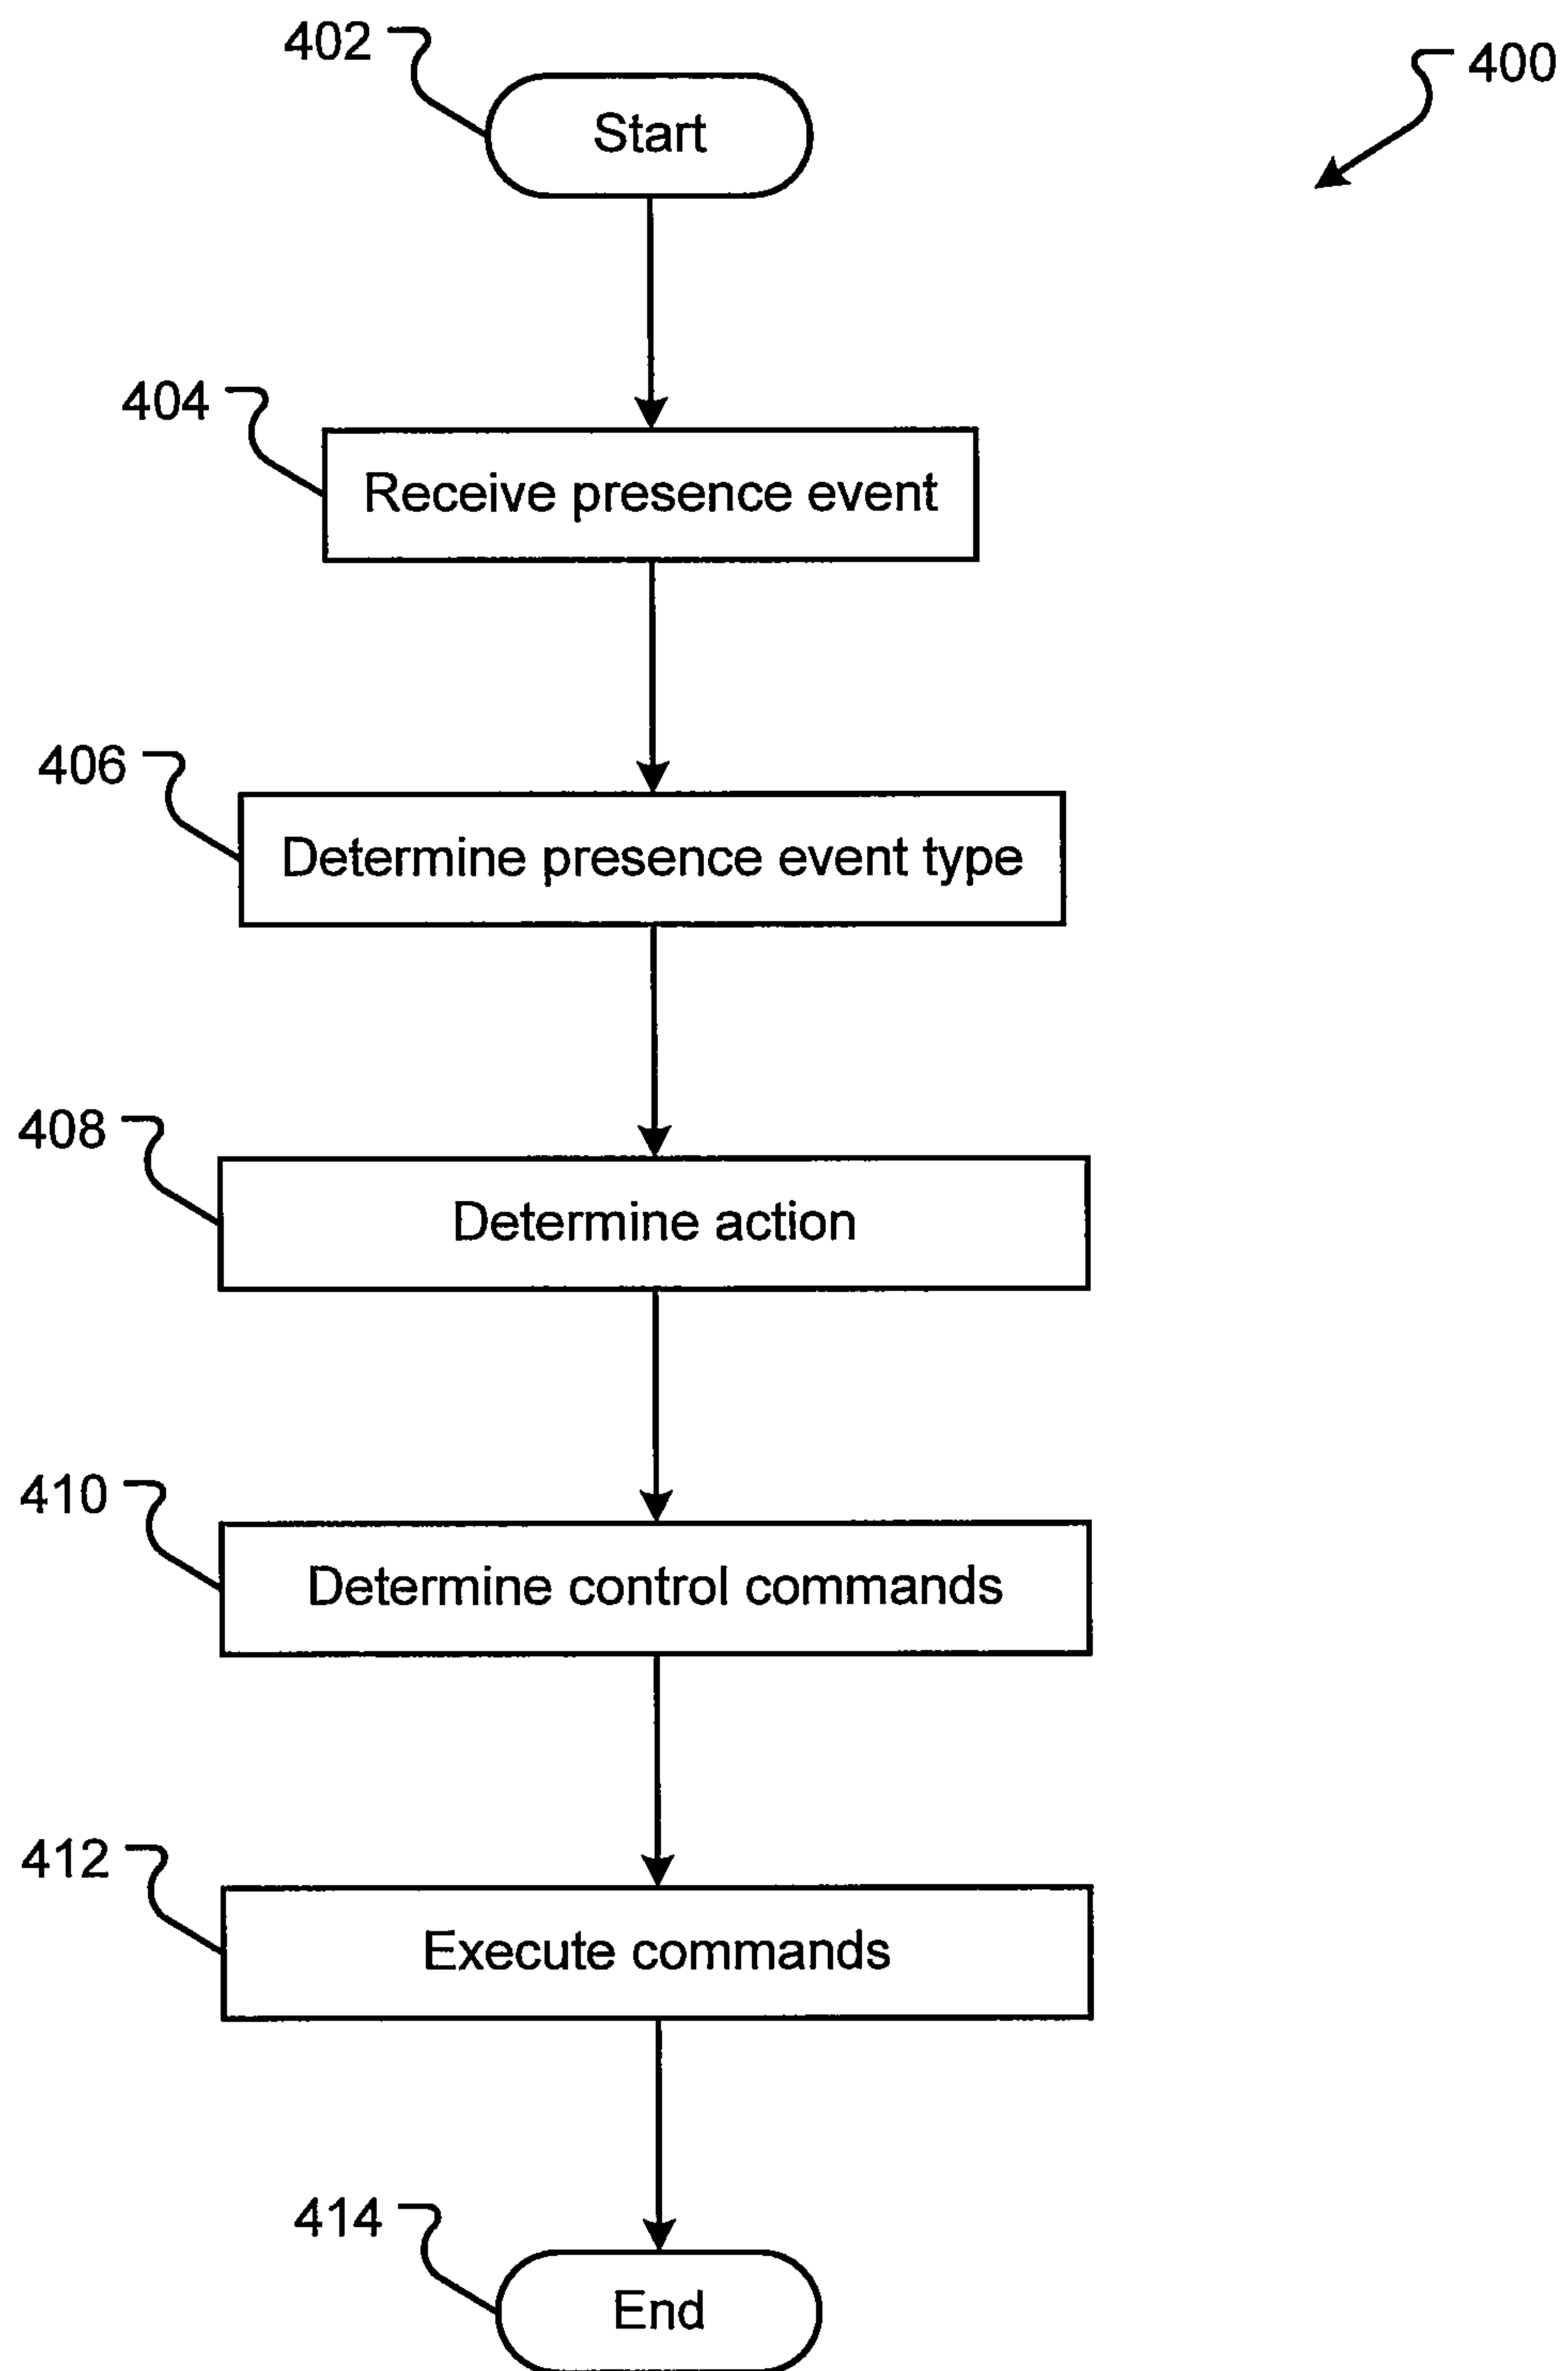 402
Start
400
404
Receive presence event
406
Determine presence event type
408
Determine action
410
Determine control commands
412
Execute commands
414
End